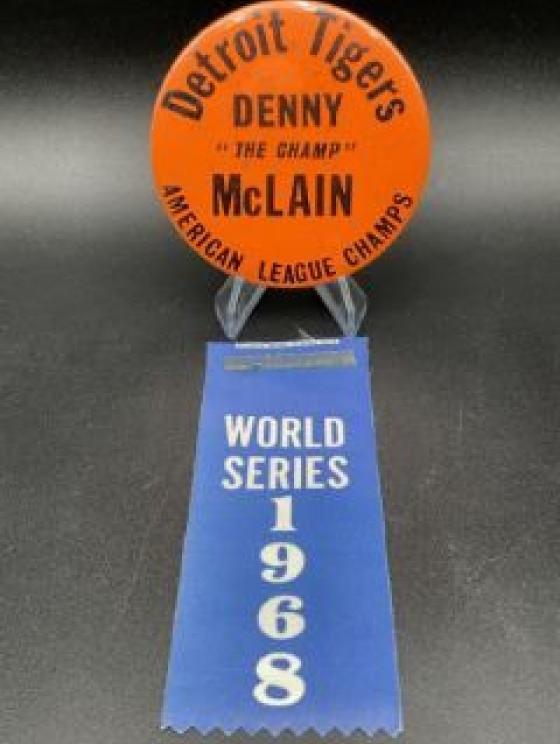 Detroit Tigers
DENNY
"THE CHAMP"
McLAIN
AMERICAN LEAGUE CHAMPS
WORLD
SERIES
1
9
6
8